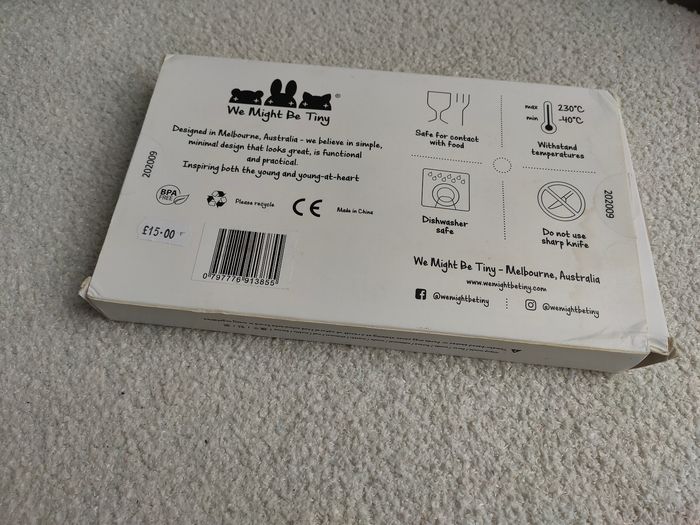 ®
We Might Be Tiny
Designed in Melbourne, Australia - we believe in simple,
minimal design that looks great, is functional
and practical.
Inspiring both the young and young-at-heart
202009
BPA
FREE
Please recycle
CE
Made in China
£15.00
0 797776 913855
Safe for contact
with food
max 230°C
min -40°C
Withstand
temperatures
Dishwasher
safe
Do not use
sharp knife
202009
We Might Be Tiny - Melbourne, Australia
www.wemightbetiny.com
@wemightbetiny
@wemightbetiny